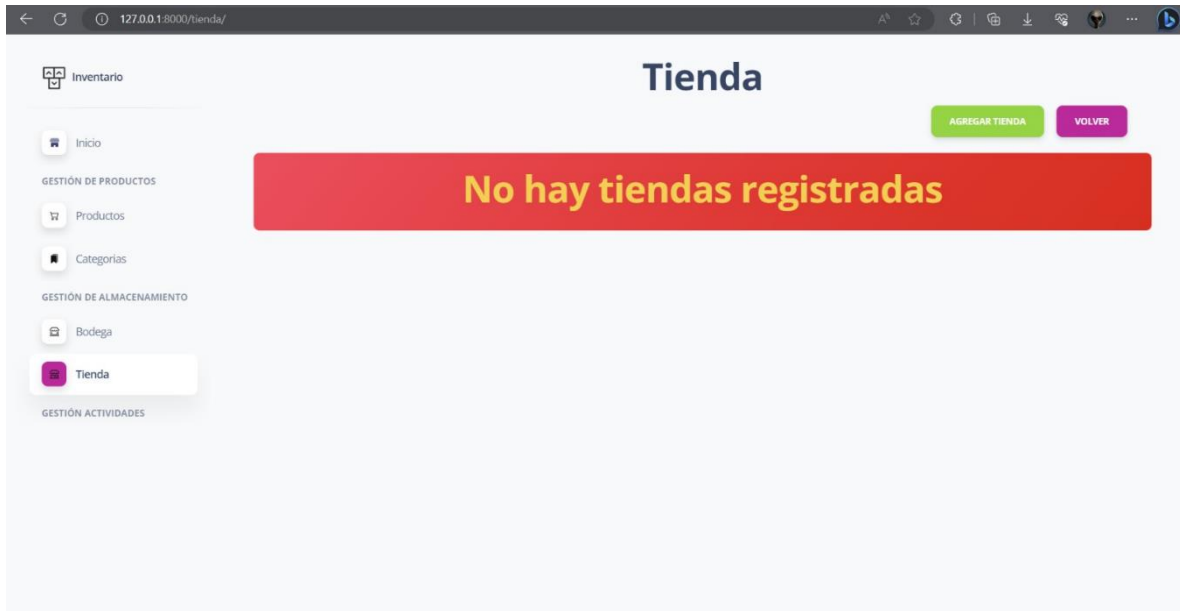 127.0.0.1:8000/tienda/
Inventario
Tienda
AGREGAR TIENDA
VOLVER
Inicio
GESTIÓN DE PRODUCTOS
No hay tiendas registradas
Productos
Categorias
GESTIÓN DE ALMACENAMIENTO
Bodega
Tienda
GESTIÓN ACTIVIDADES